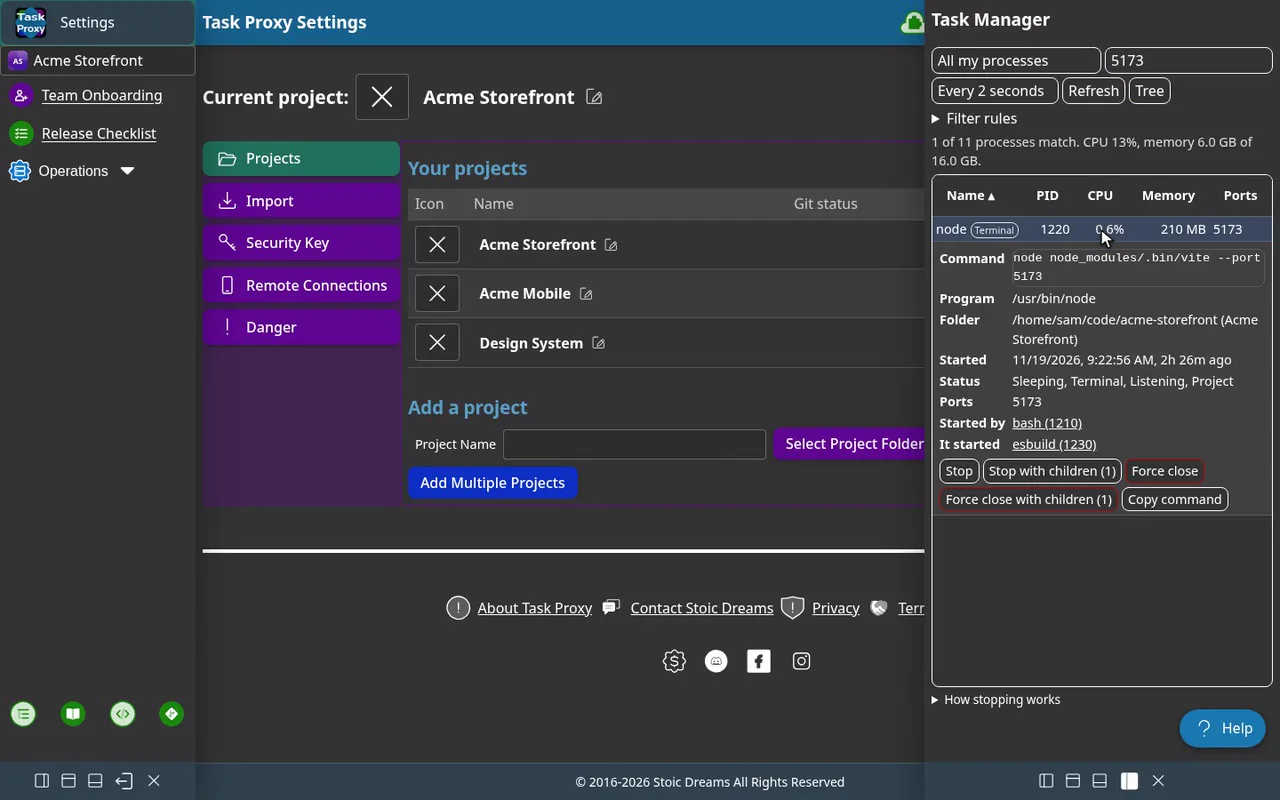 Task Proxy
Settings
AS Acme Storefront
Team Onboarding
Release Checklist
Operations
Task Proxy Settings
Current project: Acme Storefront
Projects
Import
Security Key
Remote Connections
Danger
Your projects
Icon Name Git status
Acme Storefront
Acme Mobile
Design System
Add a project
Project Name Select Project Folder
Add Multiple Projects
About Task Proxy Contact Stoic Dreams Privacy Terr
© 2016-2026 Stoic Dreams All Rights Reserved
Task Manager
All my processes 5173
Every 2 seconds Refresh Tree
Filter rules
1 of 11 processes match. CPU 13%, memory 6.0 GB of
16.0 GB.
Name ▲ PID CPU Memory Ports
node Terminal 1220 0.6% 210 MB 5173
Command node node_modules/.bin/vite --port
5173
Program /usr/bin/node
Folder /home/sam/code/acme-storefront (Acme
Storefront)
Started 11/19/2026, 9:22:56 AM, 2h 26m ago
Status Sleeping, Terminal, Listening, Project
Ports 5173
Started by bash (1210)
It started esbuild (1230)
Stop Stop with children (1) Force close
Force close with children (1) Copy command
How stopping works
? Help